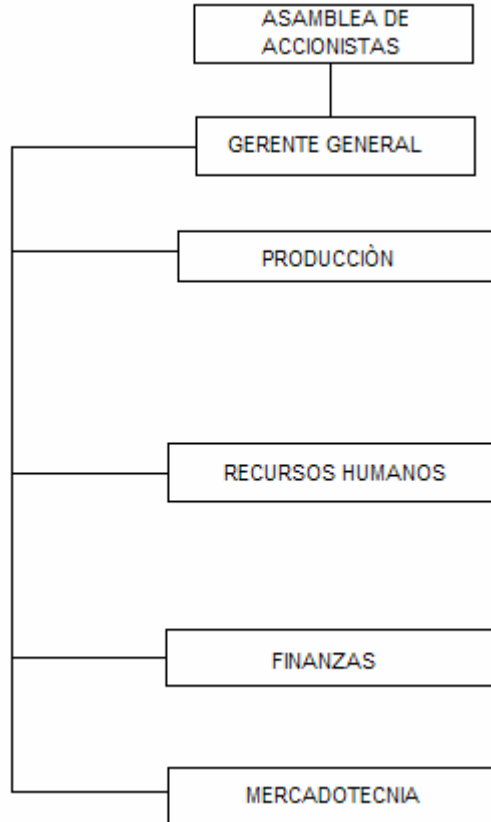 ASAMBLEA DE
ACCIONISTAS
GERENTE GENERAL
PRODUCCIÒN
RECURSOS HUMANOS
FINANZAS
MERCADOTECNIA